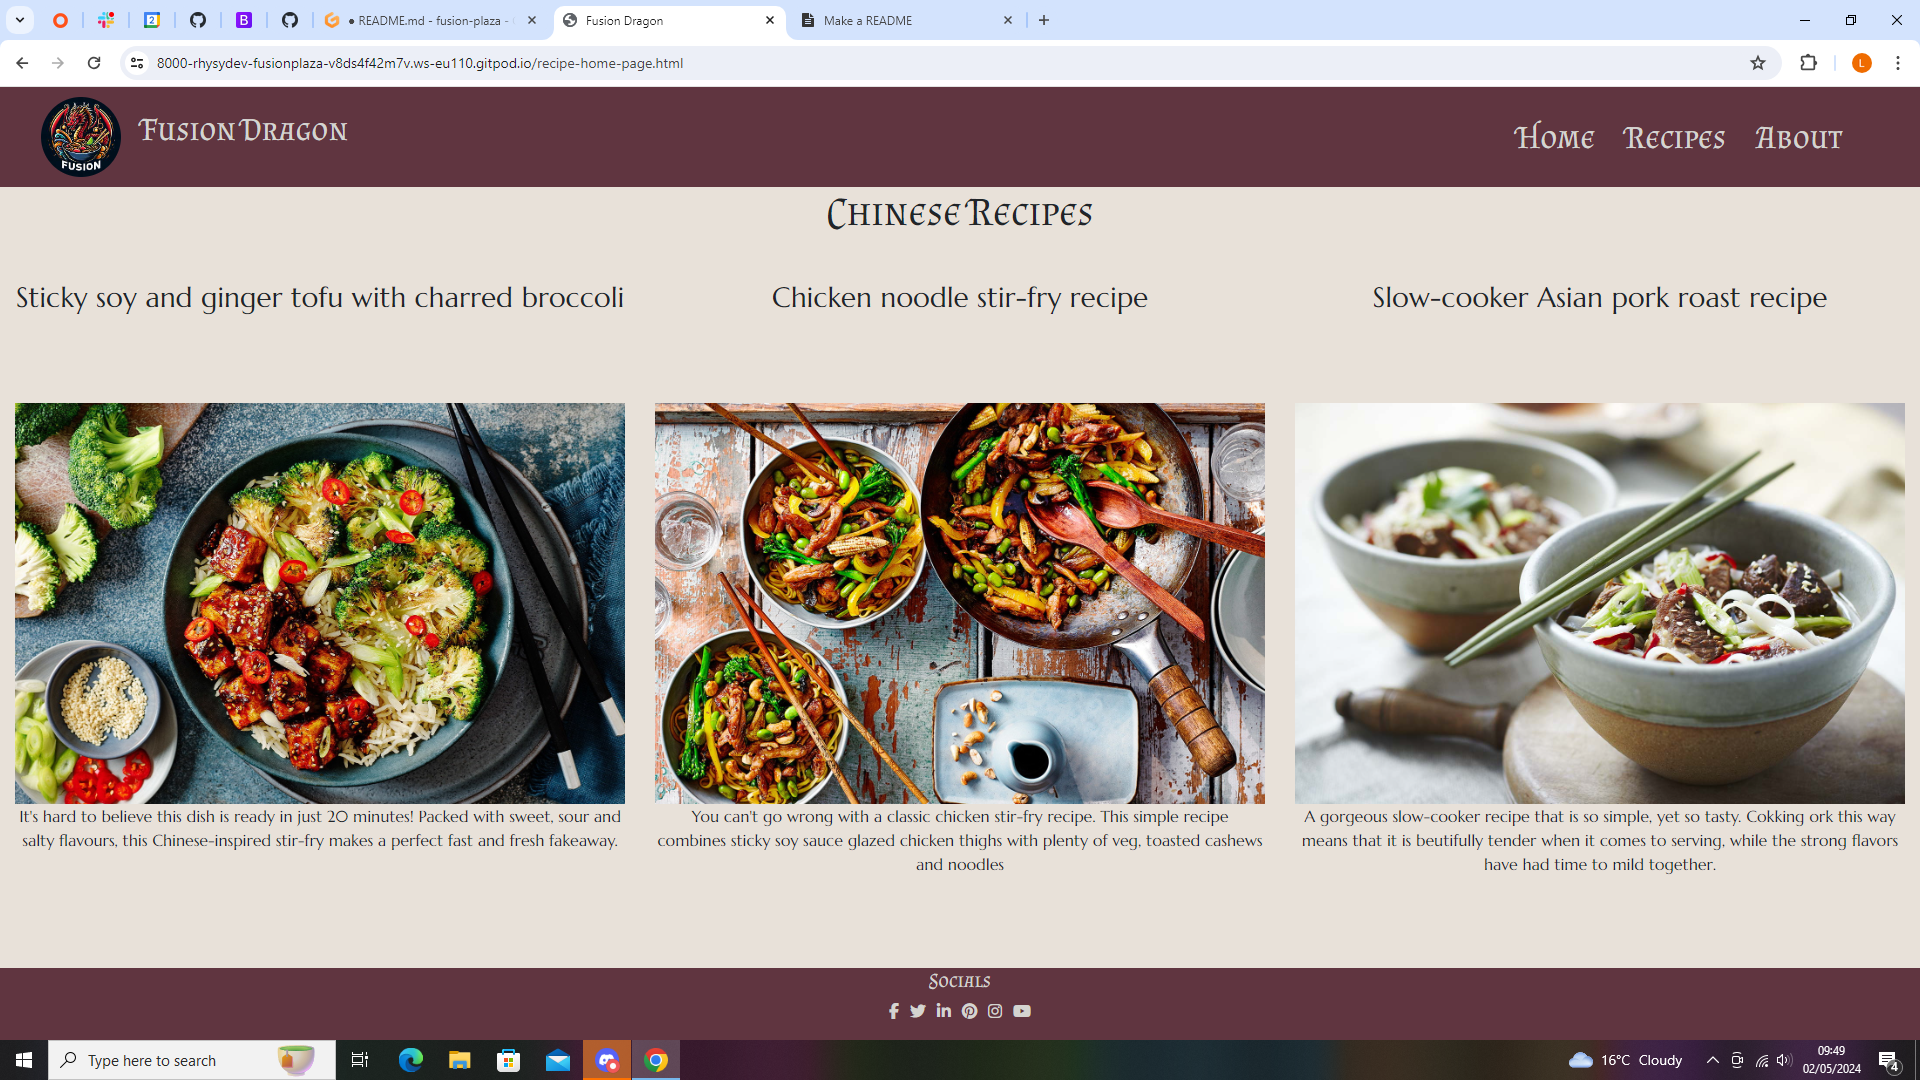 ● README.md - fusion-plaza -
Fusion Dragon
Make a README
8000-rhysydev-fusionplaza-v8ds4f42m7v.ws-eu110.gitpod.io/recipe-home-page.html
L
FUSION
Fusion Dragon
Home
Recipes
About
Chinese Recipes
Sticky soy and ginger tofu with charred broccoli
Chicken noodle stir-fry recipe
Slow-cooker Asian pork roast recipe
It's hard to believe this dish is ready in just 20 minutes! Packed with sweet, sour and
salty flavours, this Chinese-inspired stir-fry makes a perfect fast and fresh fakeaway.
You can't go wrong with a classic chicken stir-fry recipe. This simple recipe
combines sticky soy sauce glazed chicken thighs with plenty of veg, toasted cashews
and noodles
A gorgeous slow-cooker recipe that is so simple, yet so tasty. Cokking ork this way
means that it is beutifully tender when it comes to serving, while the strong flavors
have had time to mild together.
Socials
Type here to search
16°C Cloudy
09:49
02/05/2024
4